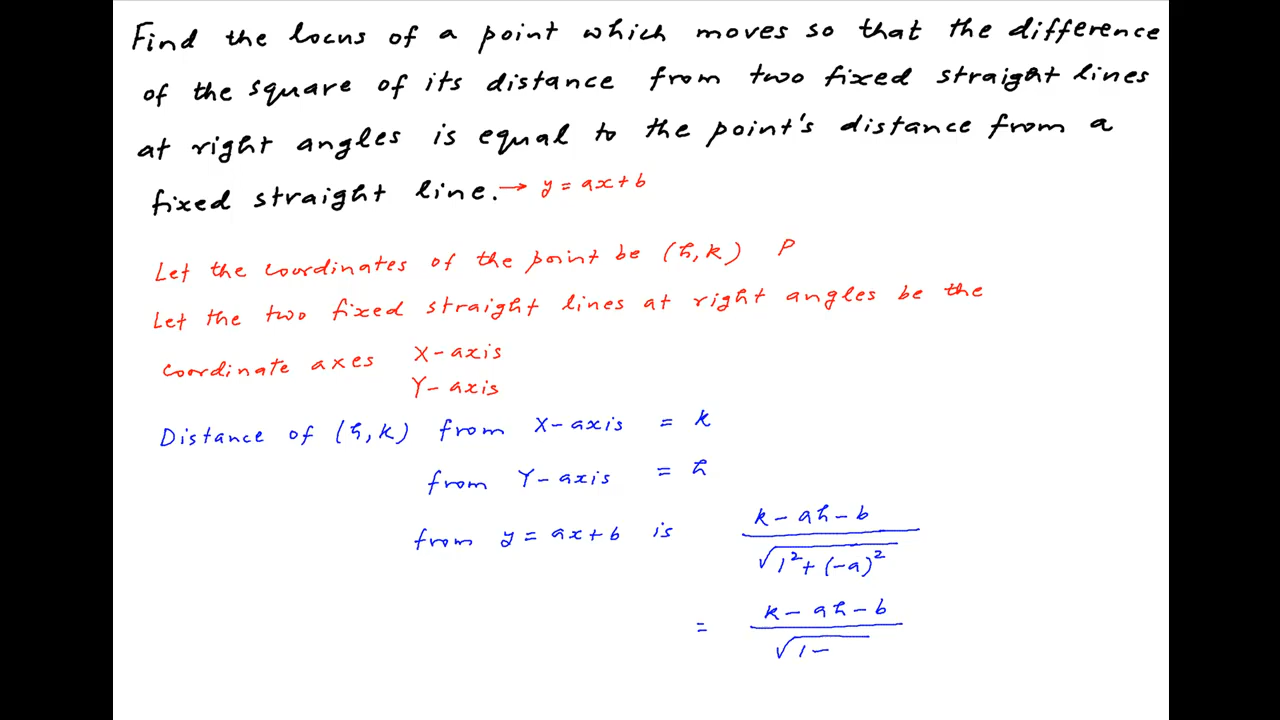 Find the locus of a point which moves so that the difference
of the square of its distance from two fixed straight lines
at right angles is equal to the point's distance from a
fixed straight line. → y = ax + b
Let the coordinates of the point be (h, k) P
Let the two fixed straight lines at right angles be the
coordinate axes X-axis
Y-axis
Distance of (h, k) from X-axis = k
from Y-axis = h
from y = ax + b is k - ah - b
√1² + (-a)²
= k - ah - b
√1 -